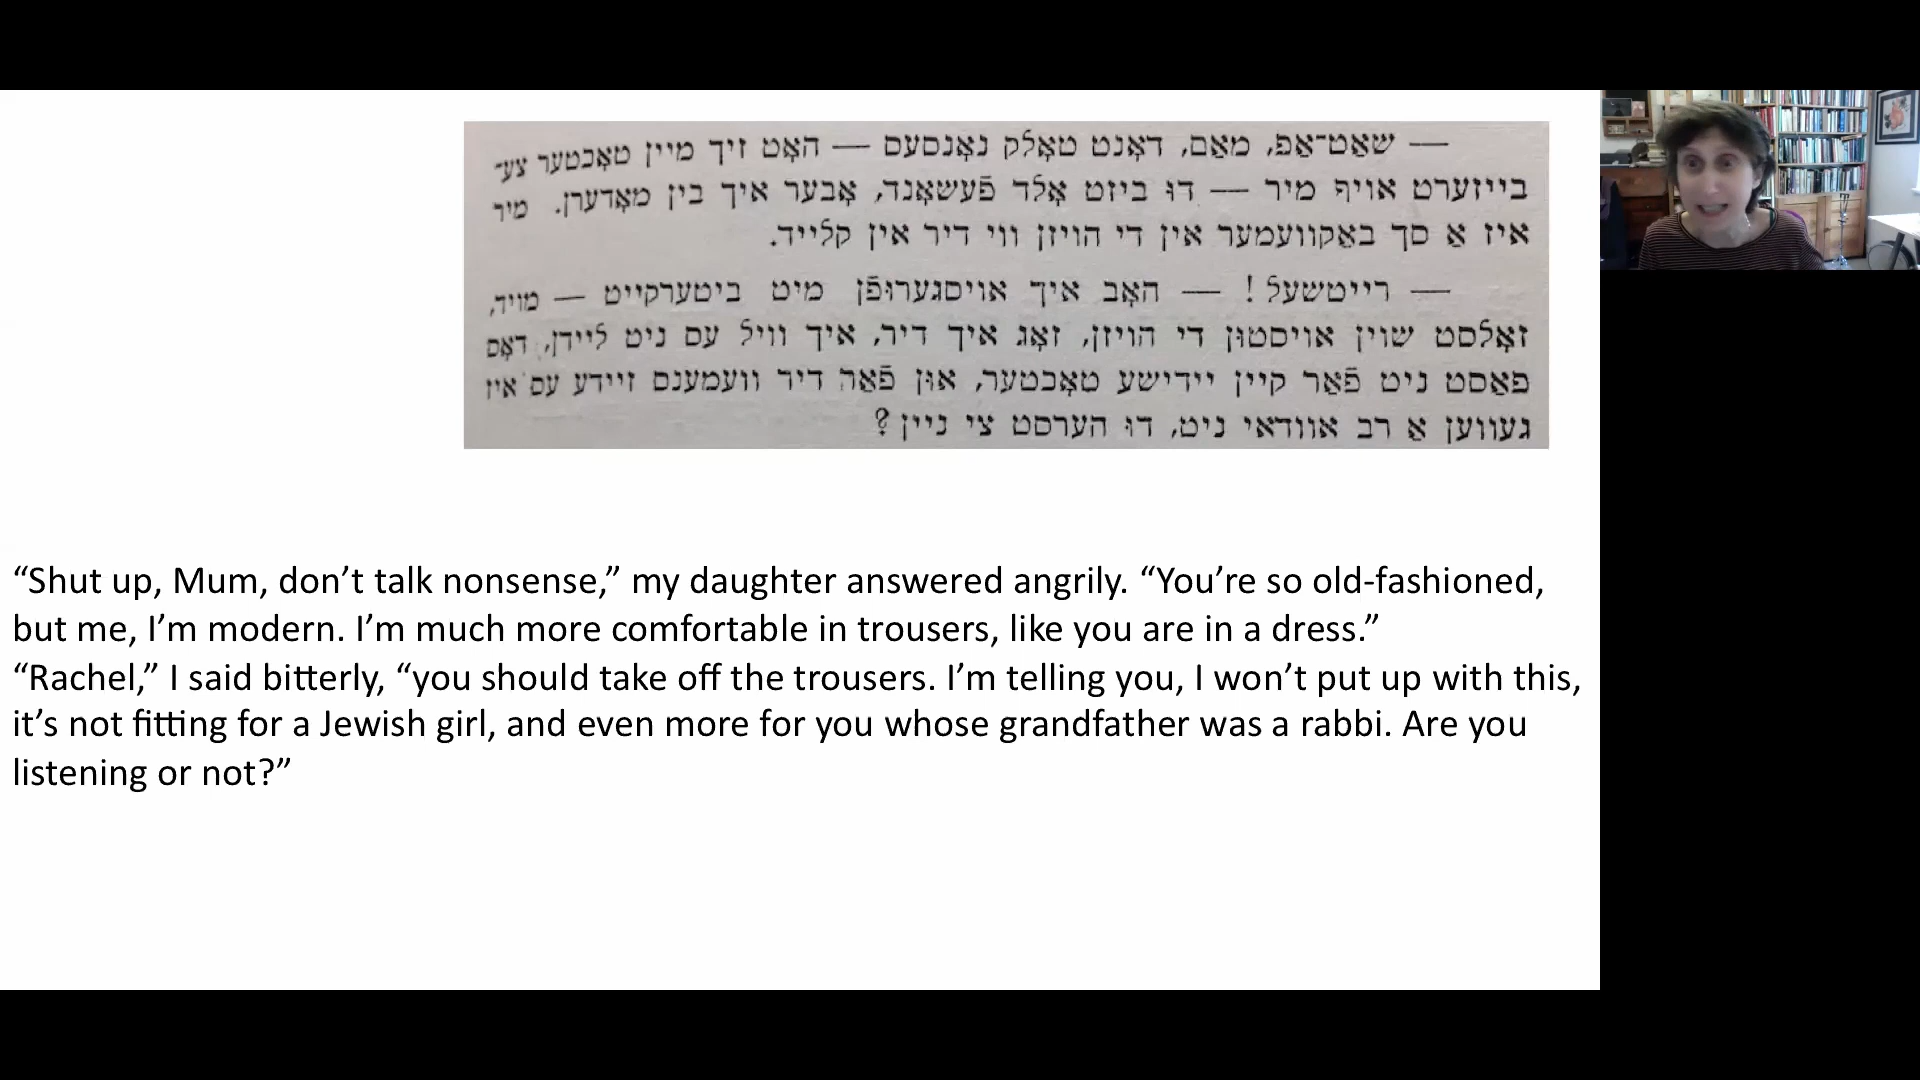 — שאַט־אַפּ, מאַם, דאָנט טאָלק נאָנסעס — האָט זיך מיין טאָכטער צע־
בייזערט אויף מיר — דו ביזט אָלד פֿעשאָנד, אָבער איך בין מאָדערן. מיר
איז אַ סך באַקוועמער אין די הויזן ווי דיר אין קלייד.
— רייטשעל! — האָב איך אויסגערופֿן מיט ביטערקייט — מויד,
זאָלסט שוין אויסטון די הויזן, זאָג איך דיר, איך וויל עס ניט ליידן, דאָס
פּאַסט ניט פֿאַר קיין יידישע טאָכטער, און פֿאַר דיר וועמענס זיידע עס איז
געווען אַ רב אוודאי ניט, דו הערסט צי ניין?
“Shut up, Mum, don’t talk nonsense,” my daughter answered angrily. “You’re so old-fashioned,
but me, I’m modern. I’m much more comfortable in trousers, like you are in a dress.”
“Rachel,” I said bitterly, “you should take off the trousers. I’m telling you, I won’t put up with this,
it’s not fitting for a Jewish girl, and even more for you whose grandfather was a rabbi. Are you
listening or not?”